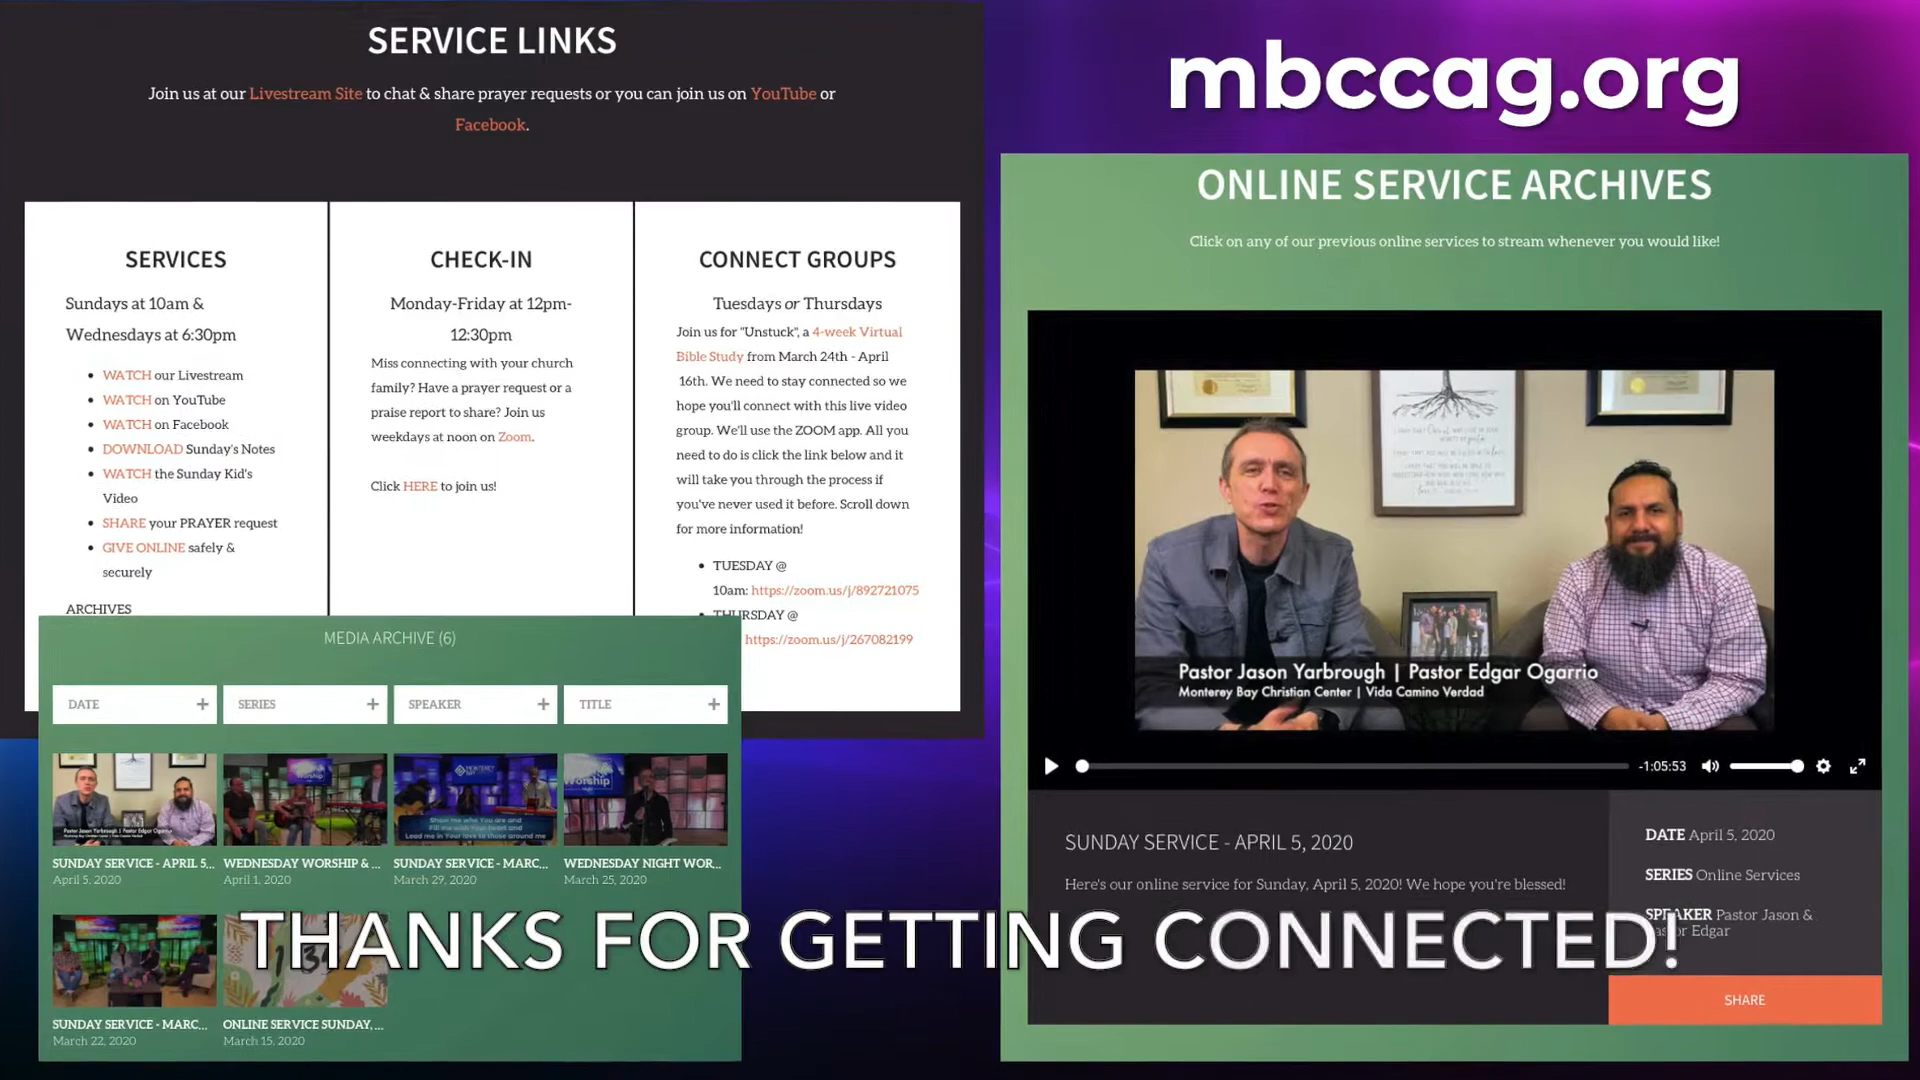 SERVICE LINKS
Join us at our Livestream Site to chat & share prayer requests or you can join us on YouTube or
Facebook.
SERVICES
Sundays at 10am &
Wednesdays at 6:30pm
• WATCH our Livestream
• WATCH on YouTube
• WATCH on Facebook
• DOWNLOAD Sunday's Notes
• WATCH the Sunday Kid's
Video
• SHARE your PRAYER request
• GIVE ONLINE safely &
securely
ARCHIVES
CHECK-IN
Monday-Friday at 12pm-
12:30pm
Miss connecting with your church
family? Have a prayer request or a
praise report to share? Join us
weekdays at noon on Zoom.
Click HERE to join us!
CONNECT GROUPS
Tuesdays or Thursdays
Join us for "Unstuck", a 4-week Virtual
Bible Study from March 24th - April
16th. We need to stay connected so we
hope you'll connect with this live video
group. We'll use the ZOOM app. All you
need to do is click the link below and it
will take you through the process if
you've never used it before. Scroll down
for more information!
• TUESDAY @
10am: https://zoom.us/j/892721075
• THURSDAY @
https://zoom.us/j/267082199
MEDIA ARCHIVE (6)
DATE +
SERIES +
SPEAKER +
TITLE +
SUNDAY SERVICE - APRIL 5,...
April 5, 2020
WEDNESDAY WORSHIP & ...
April 1, 2020
SUNDAY SERVICE - MARC...
March 29, 2020
WEDNESDAY NIGHT WOR...
March 25, 2020
SUNDAY SERVICE - MARC...
March 22, 2020
ONLINE SERVICE SUNDAY, ...
March 15, 2020
mbccag.org
ONLINE SERVICE ARCHIVES
Click on any of our previous online services to stream whenever you would like!
Pastor Jason Yarbrough | Pastor Edgar Ogarrio
Monterey Bay Christian Center | Vida Camino Verdad
-1:05:53
SUNDAY SERVICE - APRIL 5, 2020
Here's our online service for Sunday, April 5, 2020! We hope you're blessed!
DATE April 5, 2020
SERIES Online Services
SPEAKER Pastor Jason &
Pastor Edgar
SHARE
THANKS FOR GETTING CONNECTED!